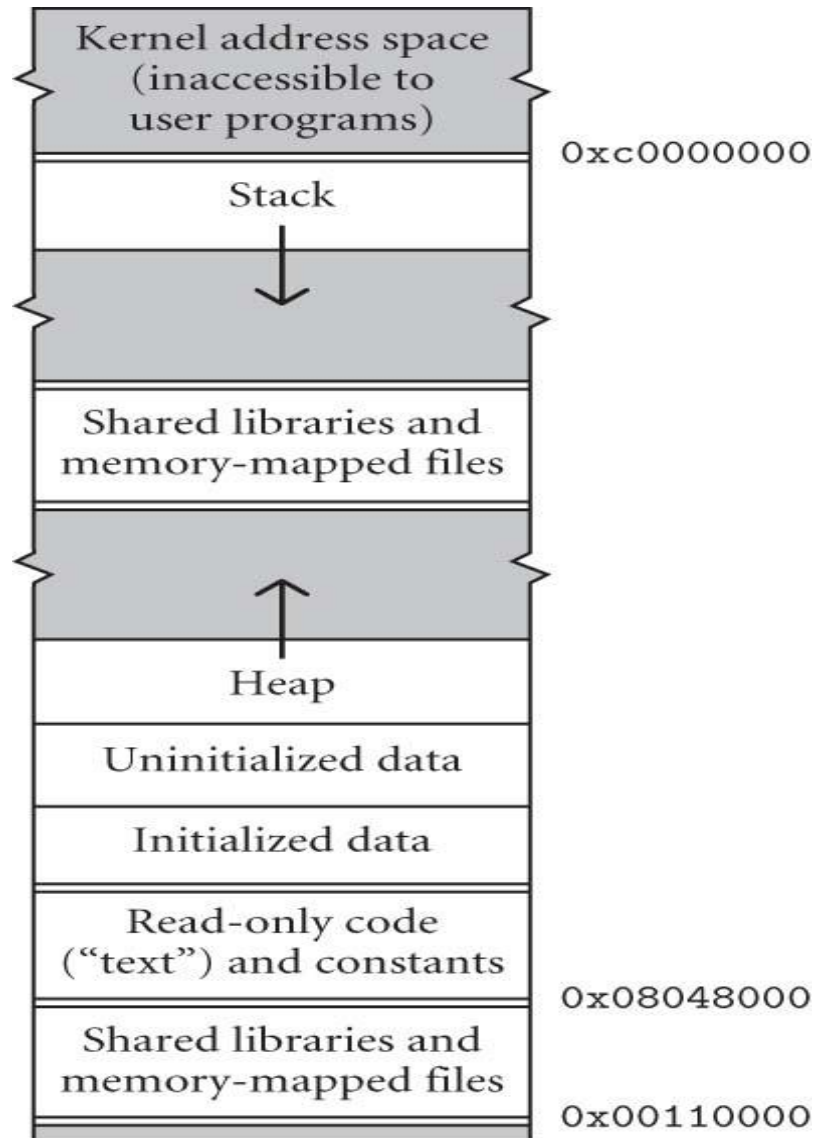 Kernel address space
(inaccessible to
user programs)
0xc0000000
Stack
Shared libraries and
memory-mapped files
Heap
Uninitialized data
Initialized data
Read-only code
(“text”) and constants
0x08048000
Shared libraries and
memory-mapped files
0x00110000